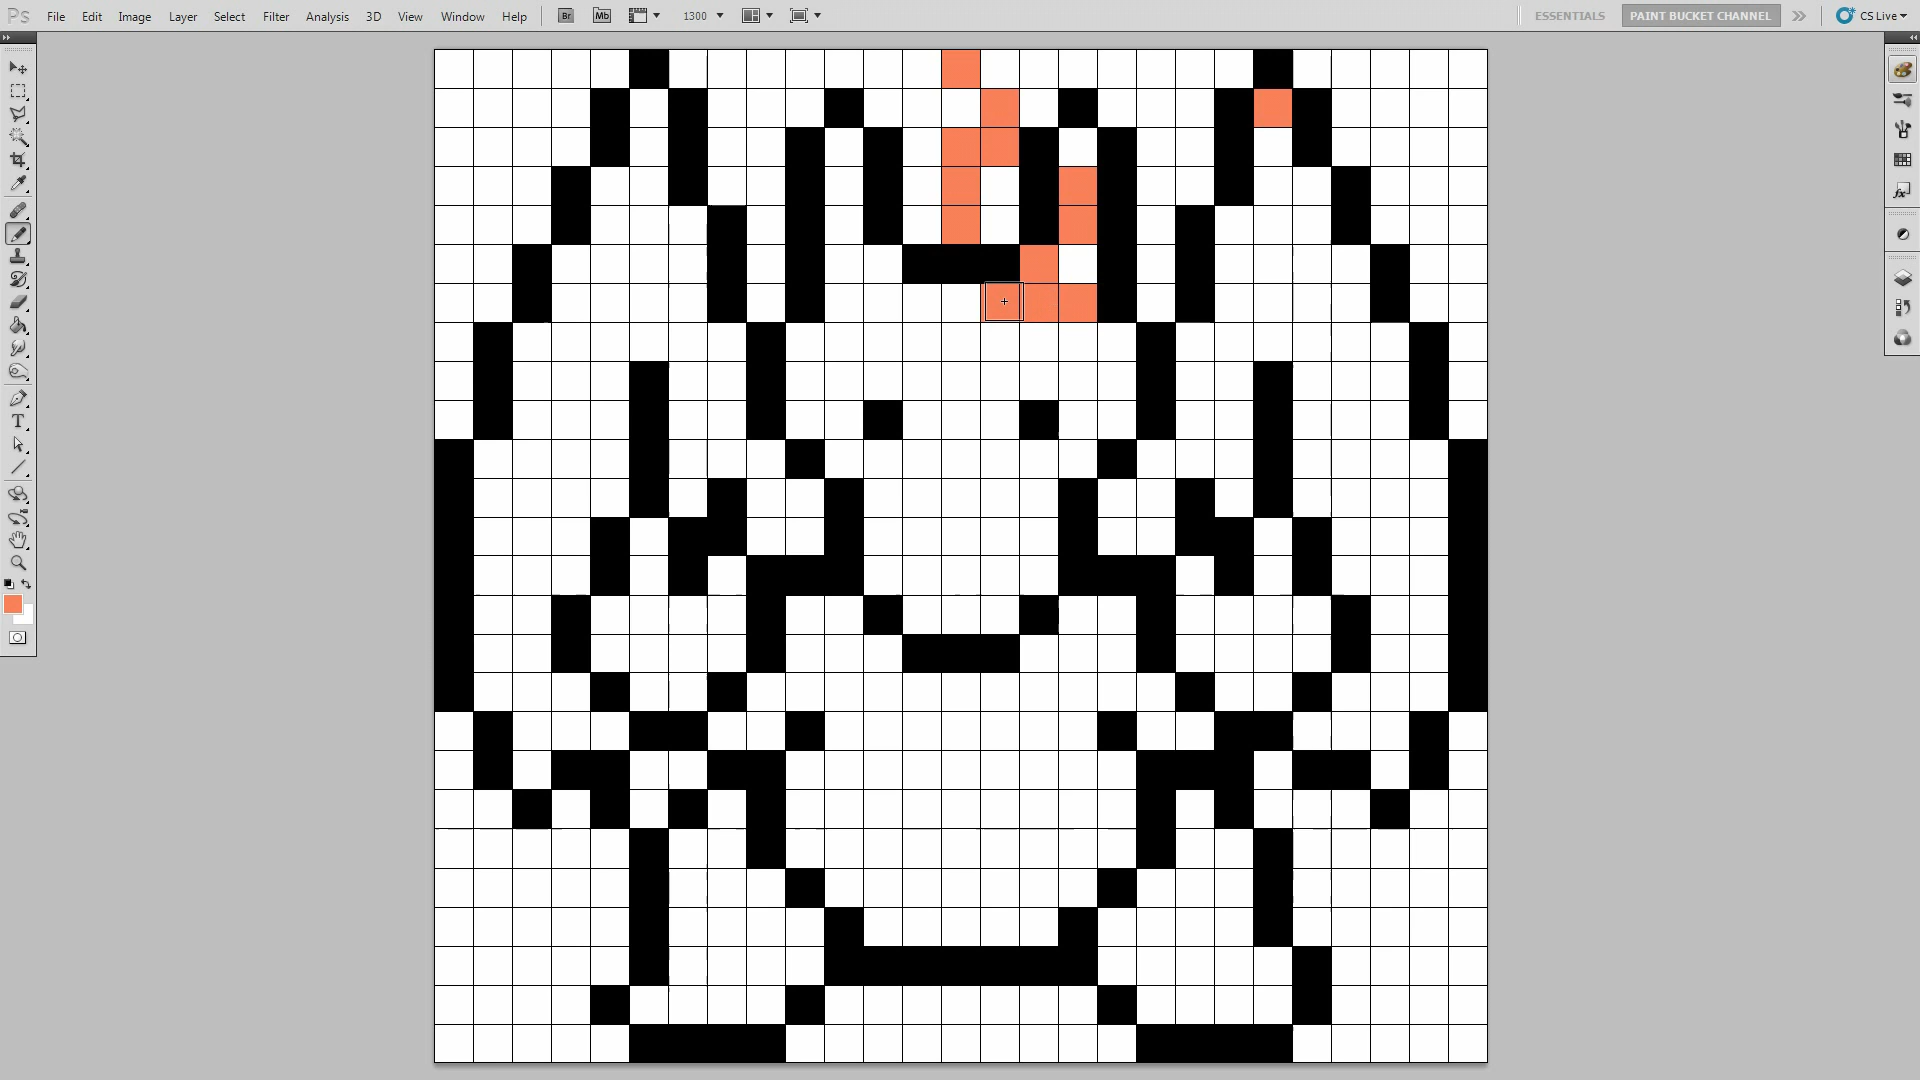 Ps File Edit Image Layer Select Filter Analysis 3D View Window Help Br Mb 1300 ESSENTIALS PAINT BUCKET CHANNEL CS Live
T
fx